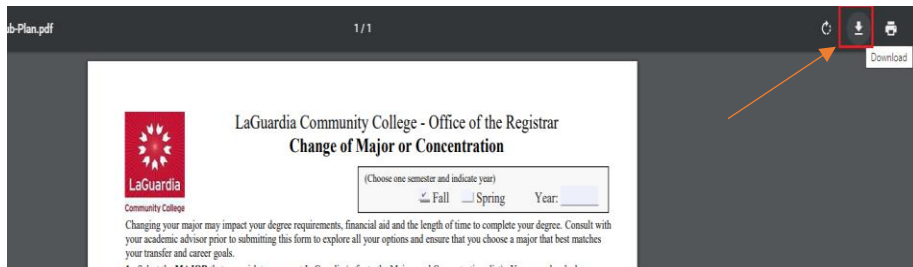 ub-Plan.pdf
1 / 1
Download
LaGuardia Community College - Office of the Registrar
Change of Major or Concentration
LaGuardia
Community College
(Choose one semester and indicate year)
Fall Spring Year:
Changing your major may impact your degree requirements, financial aid and the length of time to complete your degree. Consult with
your academic advisor prior to submitting this form to explore all your options and ensure that you choose a major that best matches
your transfer and career goals.